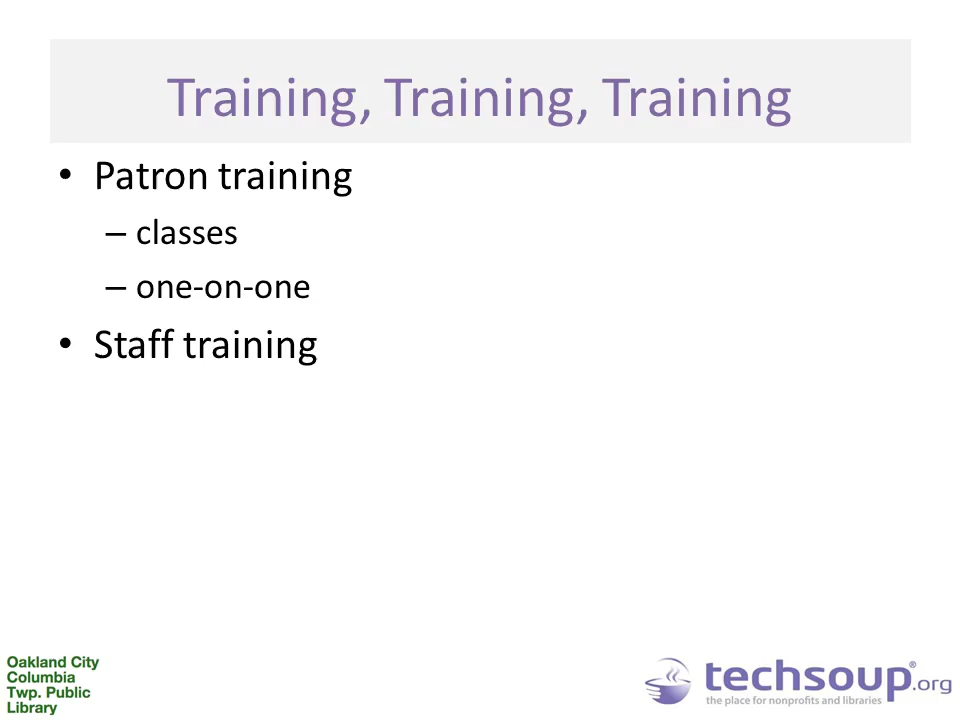 Training, Training, Training
• Patron training
– classes
– one-on-one
• Staff training
Oakland City
Columbia
Twp. Public
Library
techsoup®.org
the place for nonprofits and libraries